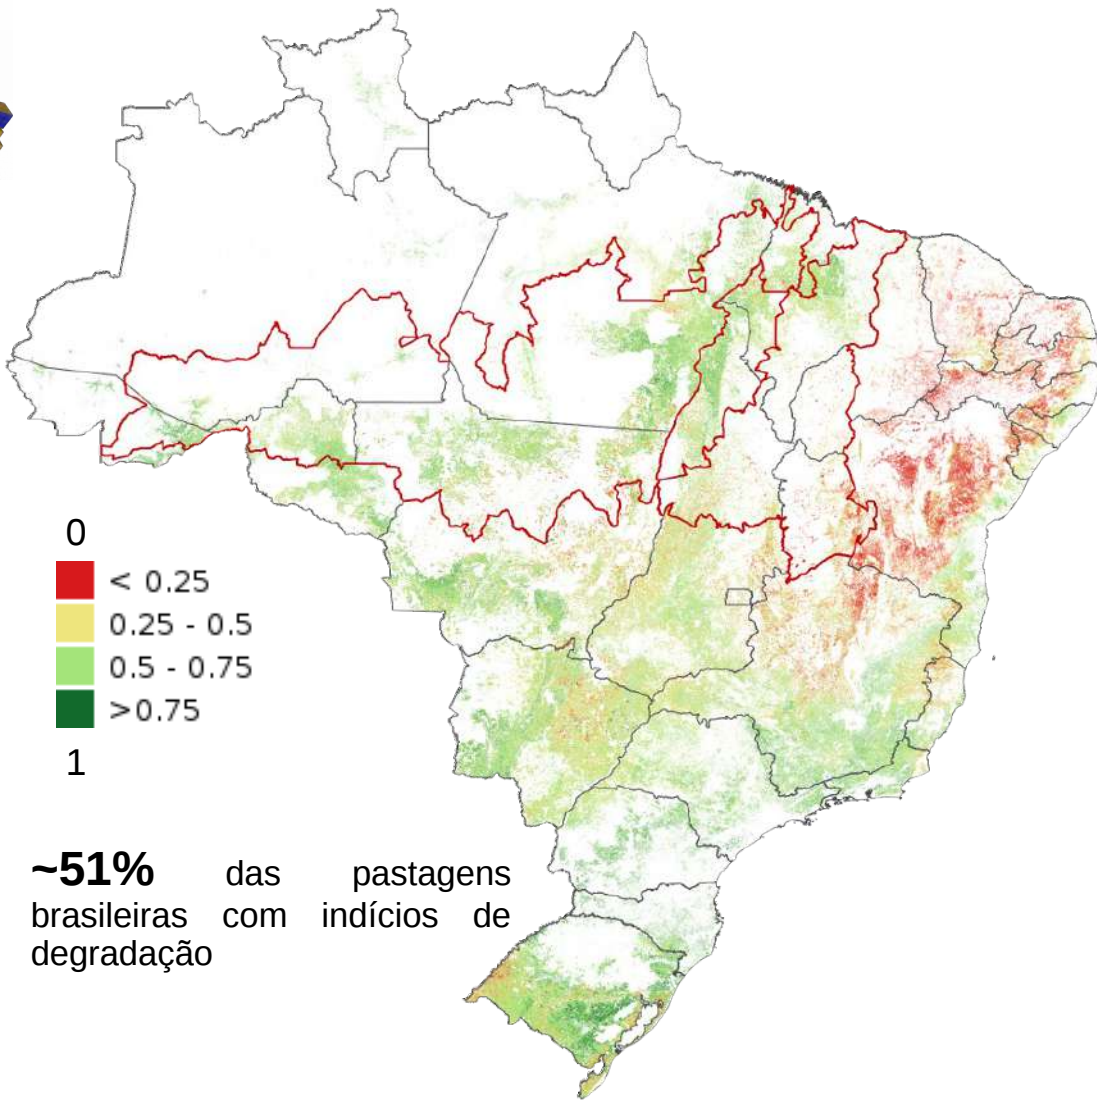 0
< 0.25
0.25 - 0.5
0.5 - 0.75
>0.75
1
~51% das pastagens
brasileiras com indícios de
degradação